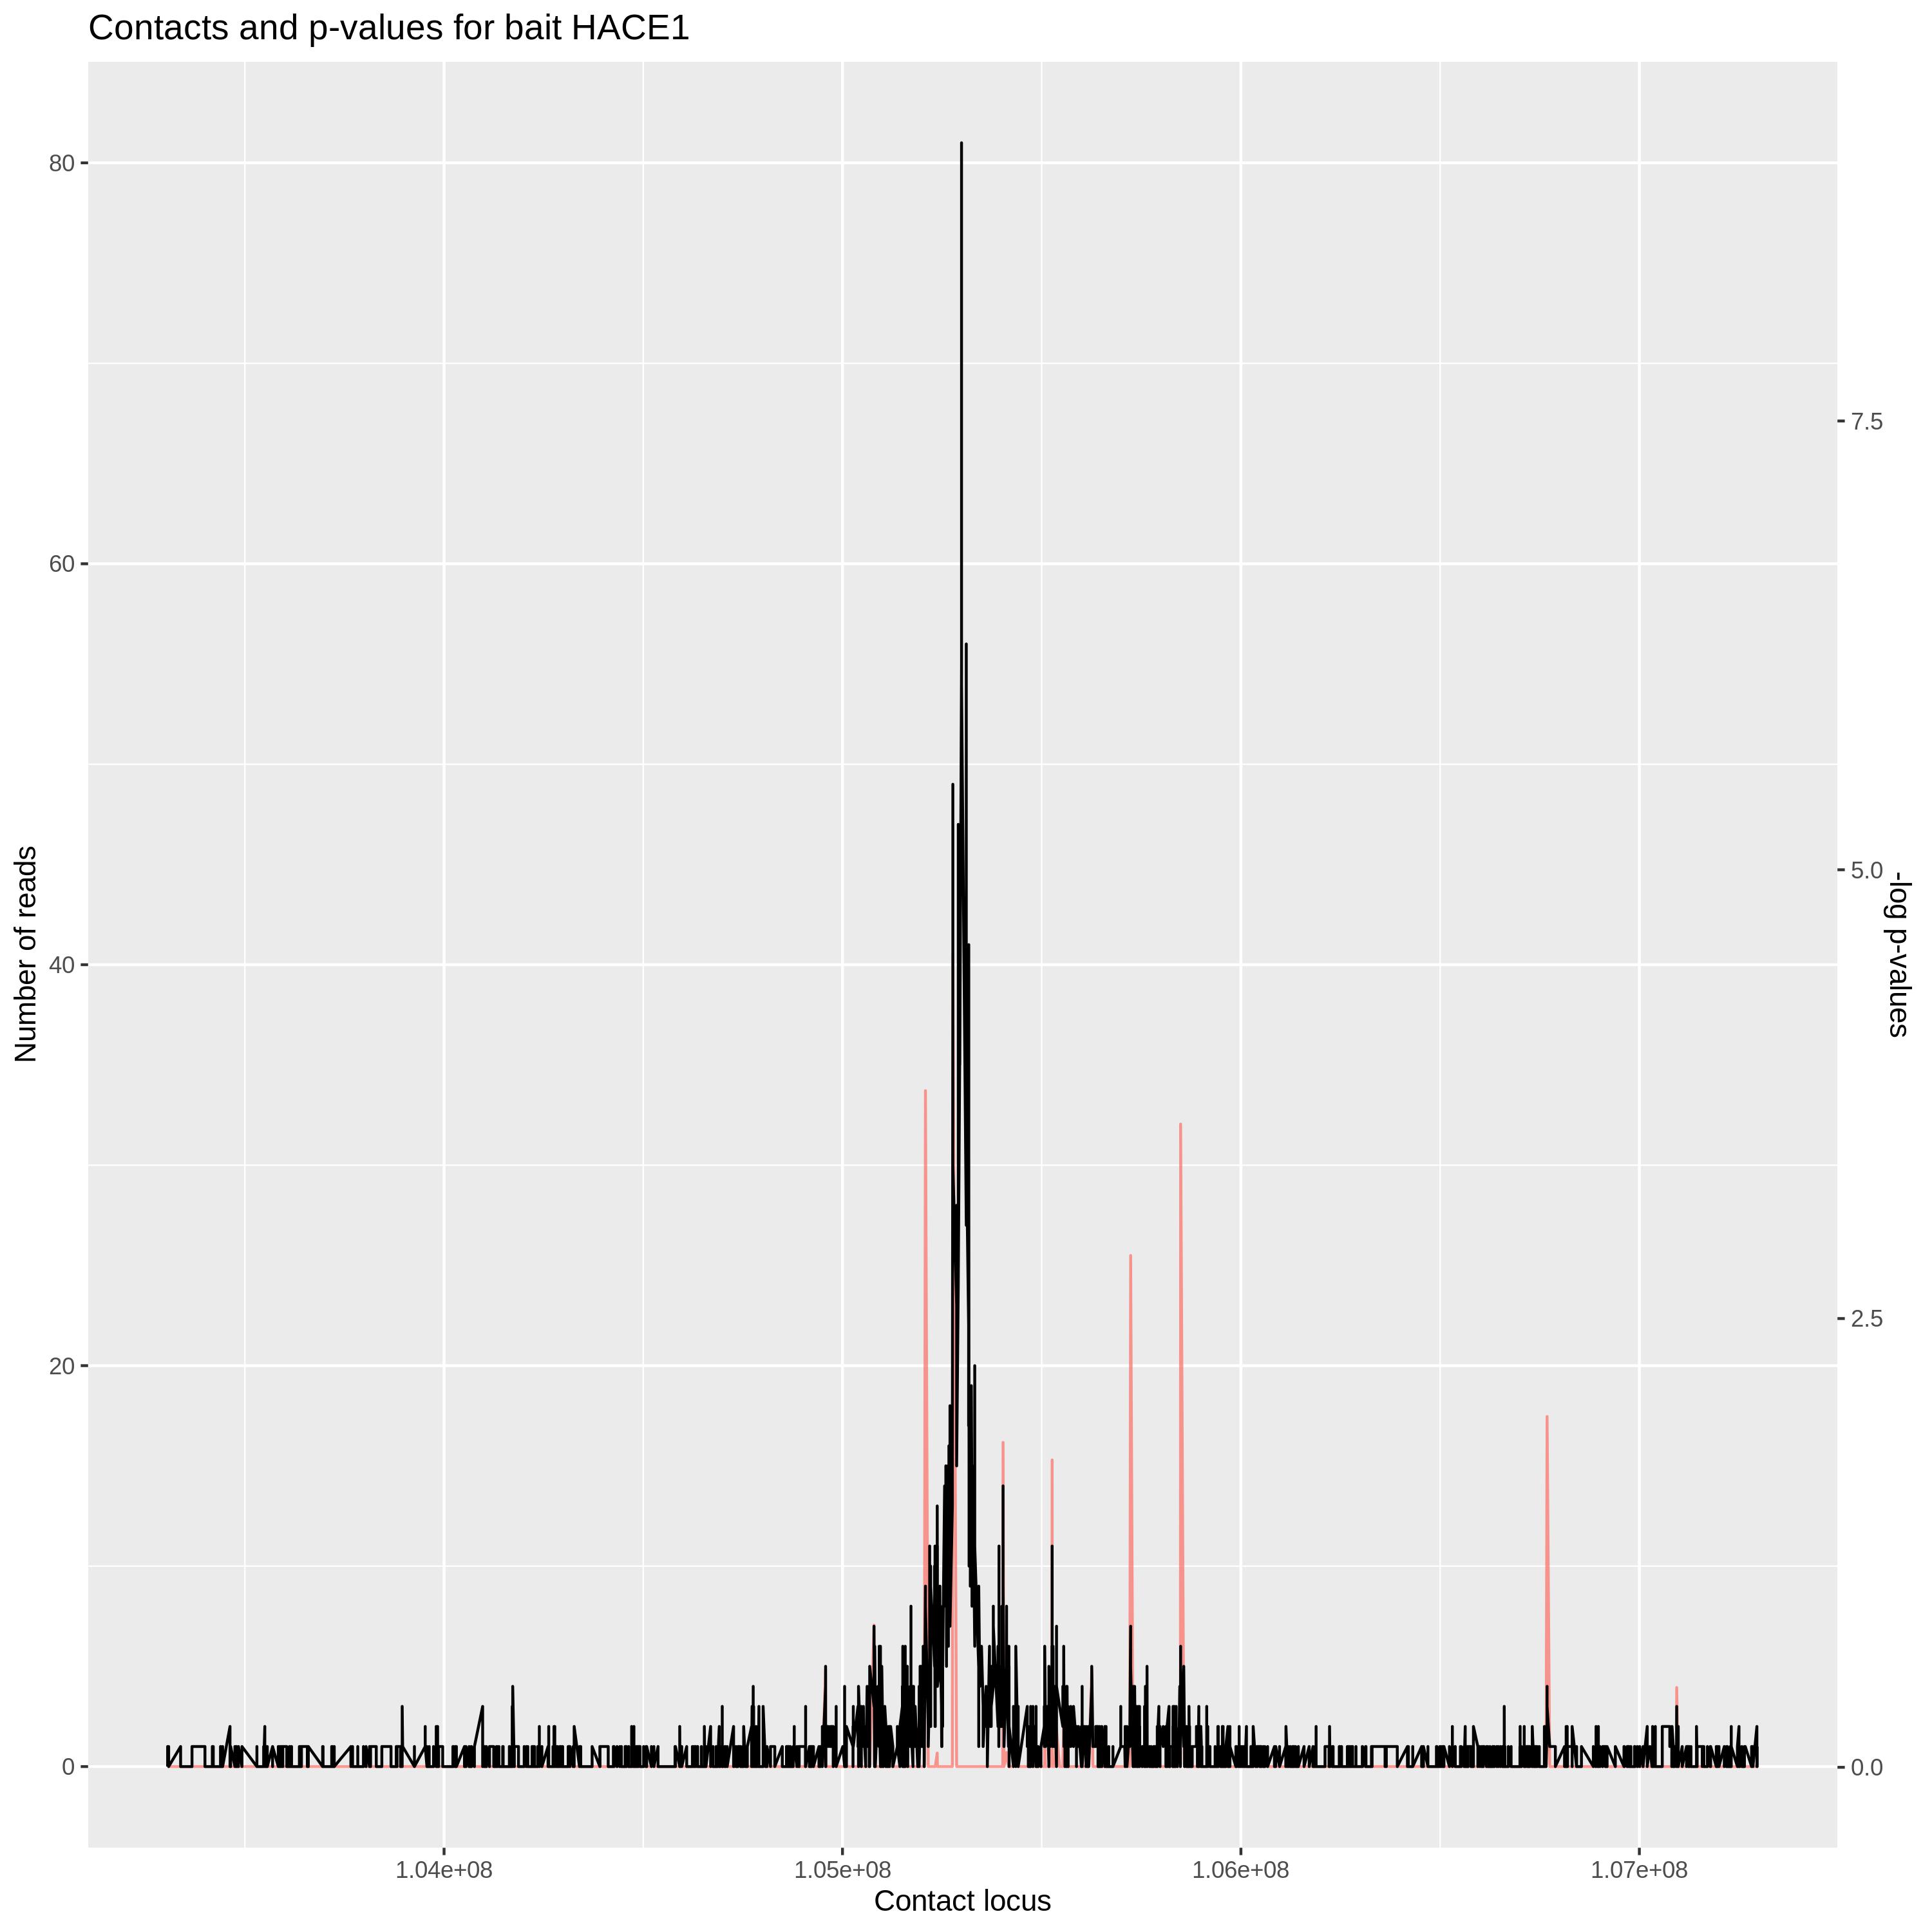 Contacts and p-values for bait HACE1
80
60
40
20
0
Number of reads
7.5
5.0
2.5
0.0
-log p-values
1.04e+08
1.05e+08
1.06e+08
1.07e+08
Contact locus